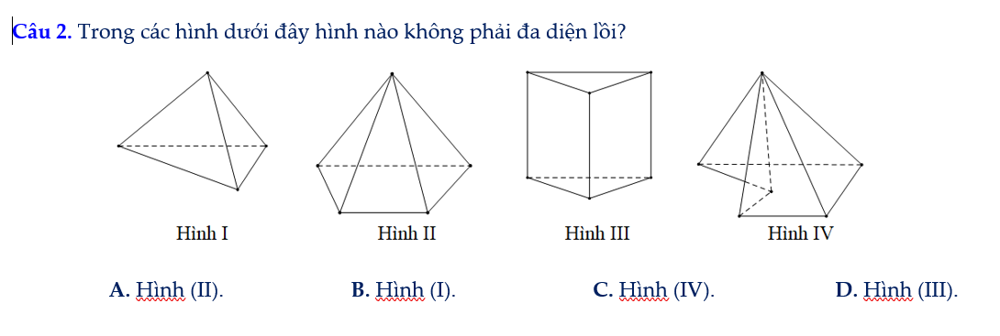 Câu 2. Trong các hình dưới đây hình nào không phải đa diện lồi?
Hình I Hình II Hình III Hình IV
A. Hình (II). B. Hình (I). C. Hình (IV). D. Hình (III).